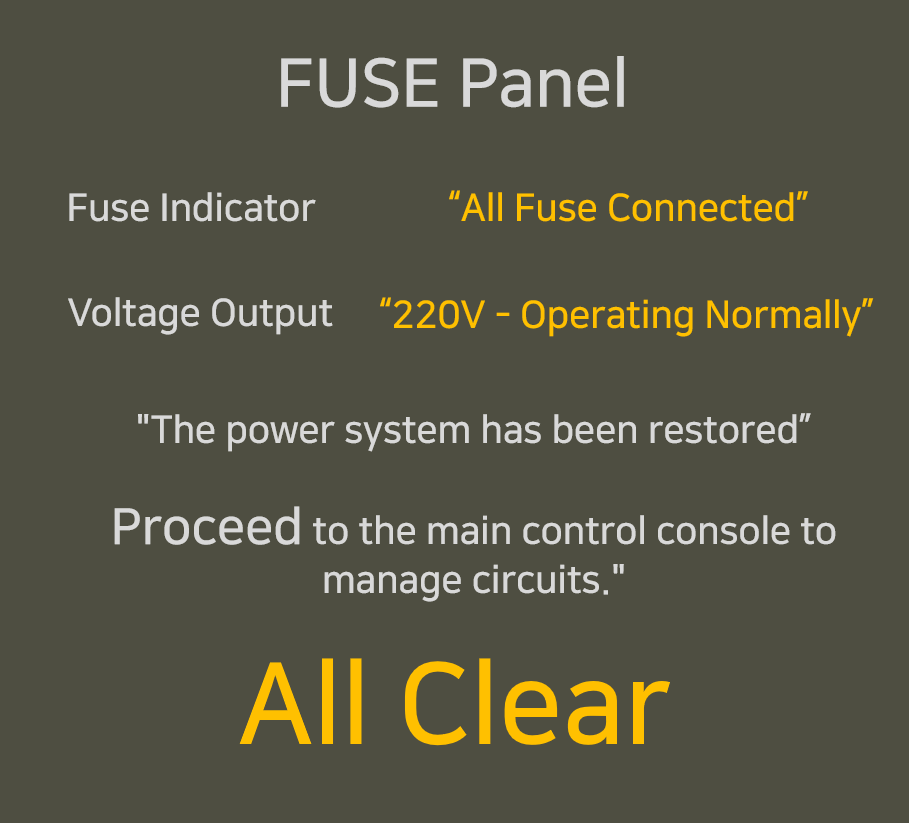 FUSE Panel
Fuse Indicator “All Fuse Connected”
Voltage Output “220V - Operating Normally”
"The power system has been restored”
Proceed to the main control console to
manage circuits."
All Clear